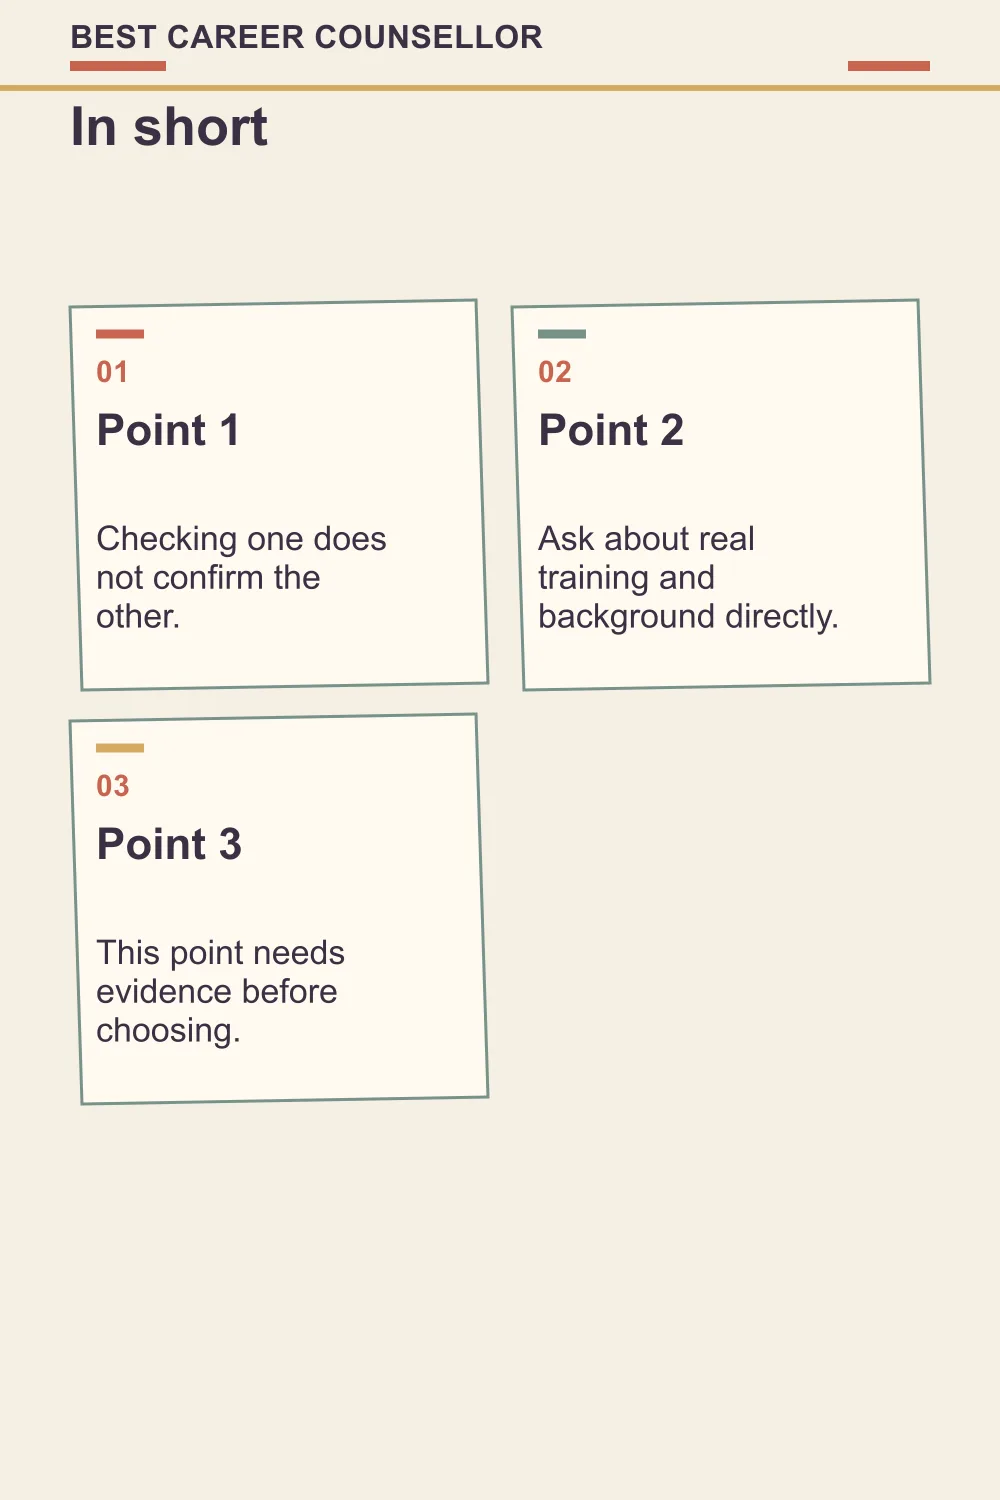 BEST CAREER COUNSELLOR
In short
01
Point 1
Checking one does
not confirm the
other.
02
Point 2
Ask about real
training and
background directly.
03
Point 3
This point needs
evidence before
choosing.